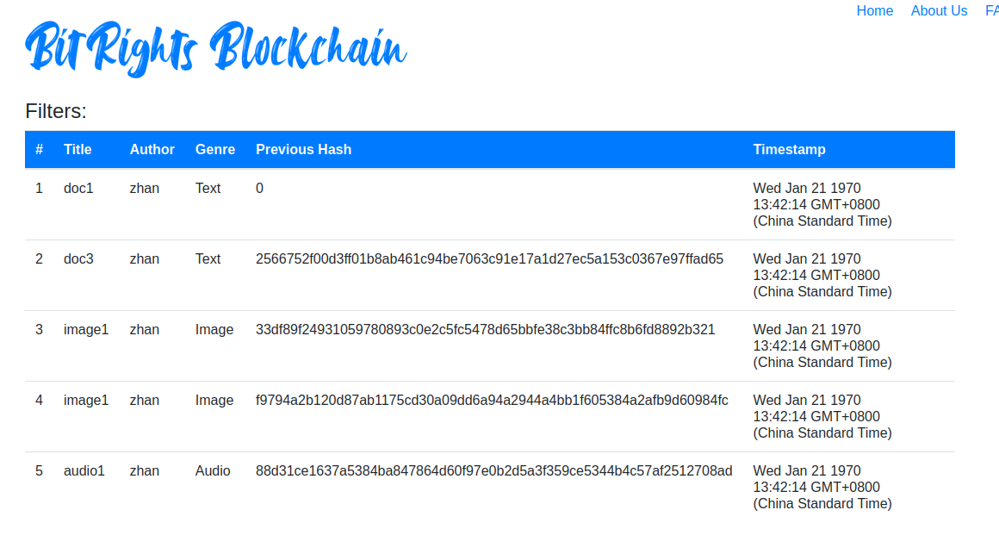 Home About Us FA
BitRights Blockchain
Filters:
# Title Author Genre Previous Hash Timestamp
1 doc1 zhan Text 0 Wed Jan 21 1970
13:42:14 GMT+0800
(China Standard Time)
2 doc3 zhan Text 2566752f00d3ff01b8ab461c94be7063c91e17a1d27ec5a153c0367e97ffad65 Wed Jan 21 1970
13:42:14 GMT+0800
(China Standard Time)
3 image1 zhan Image 33df89f24931059780893c0e2c5fc5478d65bbfe38c3bb84ffc8b6fd8892b321 Wed Jan 21 1970
13:42:14 GMT+0800
(China Standard Time)
4 image1 zhan Image f9794a2b120d87ab1175cd30a09dd6a94a2944a4bb1f605384a2afb9d60984fc Wed Jan 21 1970
13:42:14 GMT+0800
(China Standard Time)
5 audio1 zhan Audio 88d31ce1637a5384ba847864d60f97e0b2d5a3f359ce5344b4c57af2512708ad Wed Jan 21 1970
13:42:14 GMT+0800
(China Standard Time)